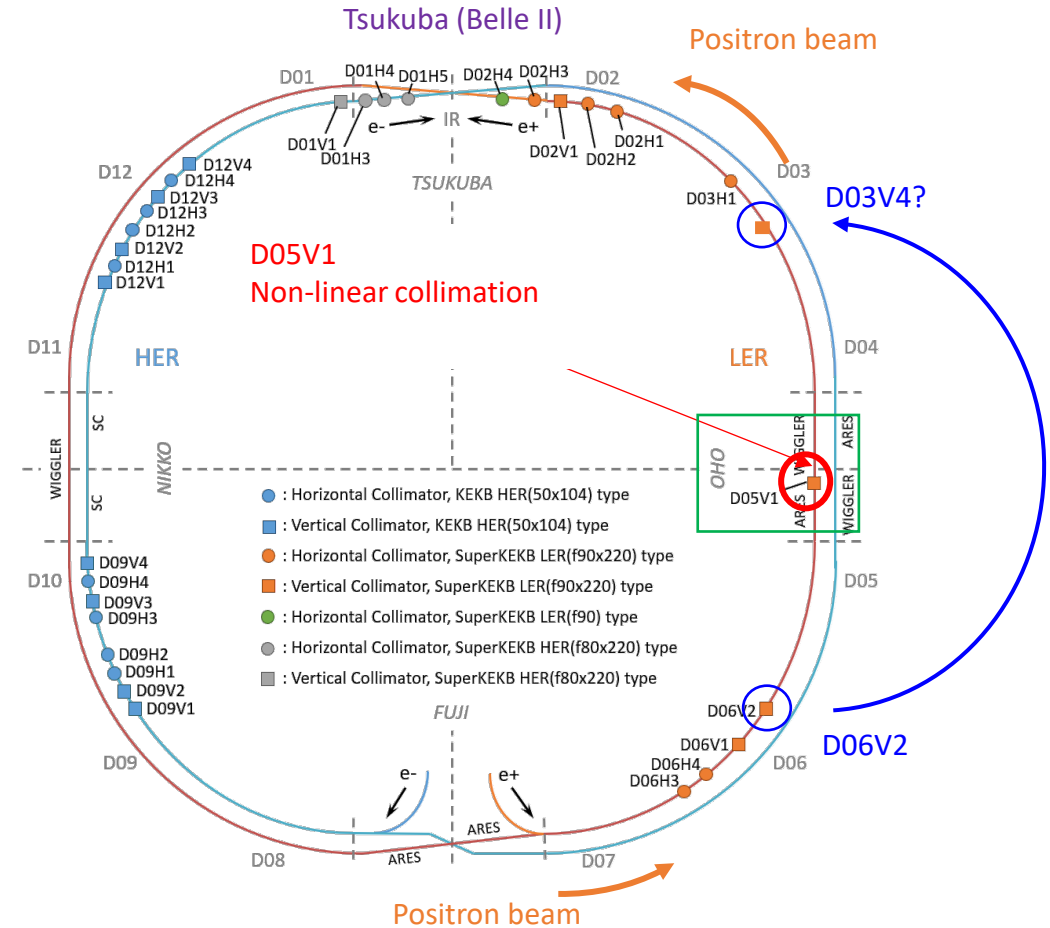 Tsukuba (Belle II)
Positron beam
D01
D01H4
D01H5
D02H4
D02H3
D02
D01V1
D01H3
e-
IR
e+
D02V1
D02H2
D02H1
TSUKUBA
D12
D12V4
D12H4
D12V3
D12H3
D12H2
D12V2
D12H1
D12V1
D03
D03H1
D03V4?
D05V1
Non-linear collimation
D11
HER
LER
D04
SC
WIGGLER
SC
NIKKO
OHO
WIGGLER
ARES
D05V1
ARES
WIGGLER
: Horizontal Collimator, KEKB HER(50x104) type
: Vertical Collimator, KEKB HER(50x104) type
: Horizontal Collimator, SuperKEKB LER(f90x220) type
: Vertical Collimator, SuperKEKB LER(f90x220) type
: Horizontal Collimator, SuperKEKB LER(f90) type
: Horizontal Collimator, SuperKEKB HER(f80x220) type
: Vertical Collimator, SuperKEKB HER(f80x220) type
D10
D09V4
D09H4
D09V3
D09H3
D09H2
D09H1
D09V2
D09V1
D05
FUJI
D06V2
D06V1
D06H4
D06H3
D06V2
D06
D09
e-
e+
ARES
ARES
D08
D07
Positron beam